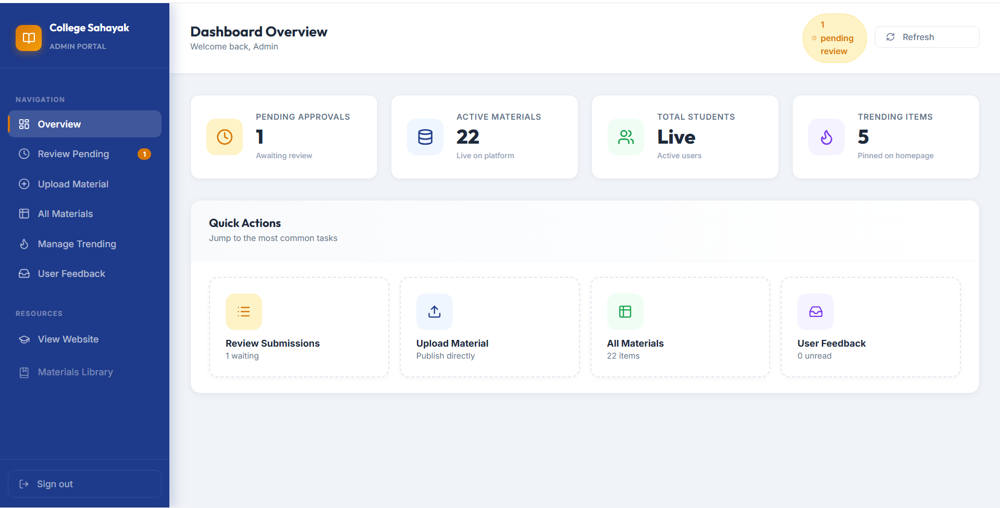 College Sahayak
ADMIN PORTAL
NAVIGATION
Overview
Review Pending 1
Upload Material
All Materials
Manage Trending
User Feedback
RESOURCES
View Website
Materials Library
Sign out
Dashboard Overview
Welcome back, Admin
1
pending
review
Refresh
PENDING APPROVALS
1
Awaiting review
ACTIVE MATERIALS
22
Live on platform
TOTAL STUDENTS
Live
Active users
TRENDING ITEMS
5
Pinned on homepage
Quick Actions
Jump to the most common tasks
Review Submissions
1 waiting
Upload Material
Publish directly
All Materials
22 items
User Feedback
0 unread